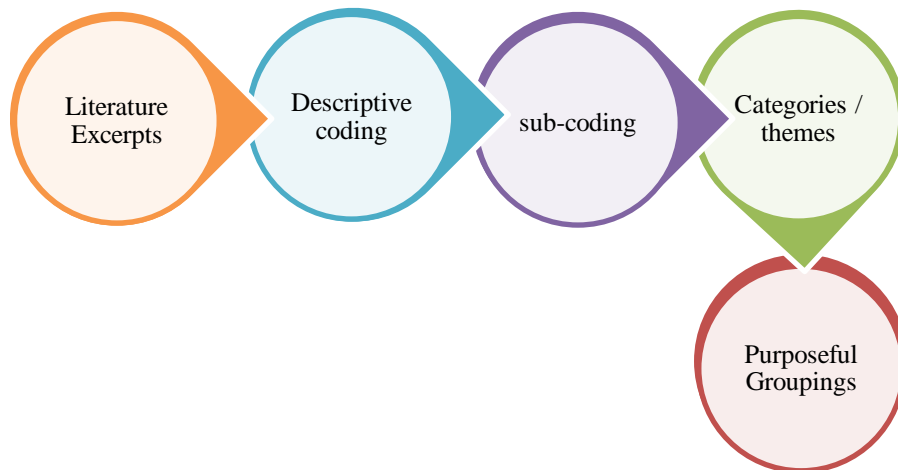 Literature
Excerpts
Descriptive
coding
sub-coding
Categories /
themes
Purposeful
Groupings